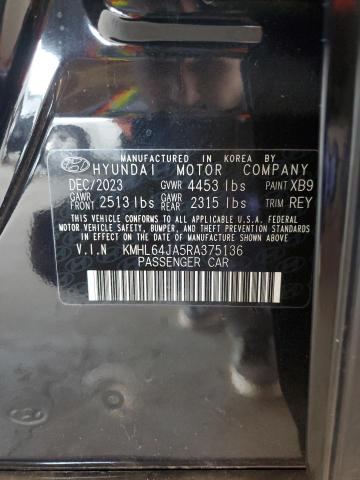 MANUFACTURED IN KOREA BY
HYUNDAI MOTOR COMPANY
DEC/2023 GVWR 4453 lbs PAINT XB9
GAWR FRONT 2513 lbs GAWR REAR 2315 lbs TRIM REY
THIS VEHICLE CONFORMS TO ALL APPLICABLE U.S.A. FEDERAL
MOTOR VEHICLE SAFETY, BUMPER, AND THEFT PREVENTION
STANDARDS IN EFFECT ON THE DATE OF MANUFACTURE SHOWN ABOVE.
V.I.N KMHL64JA5RA375136
PASSENGER CAR